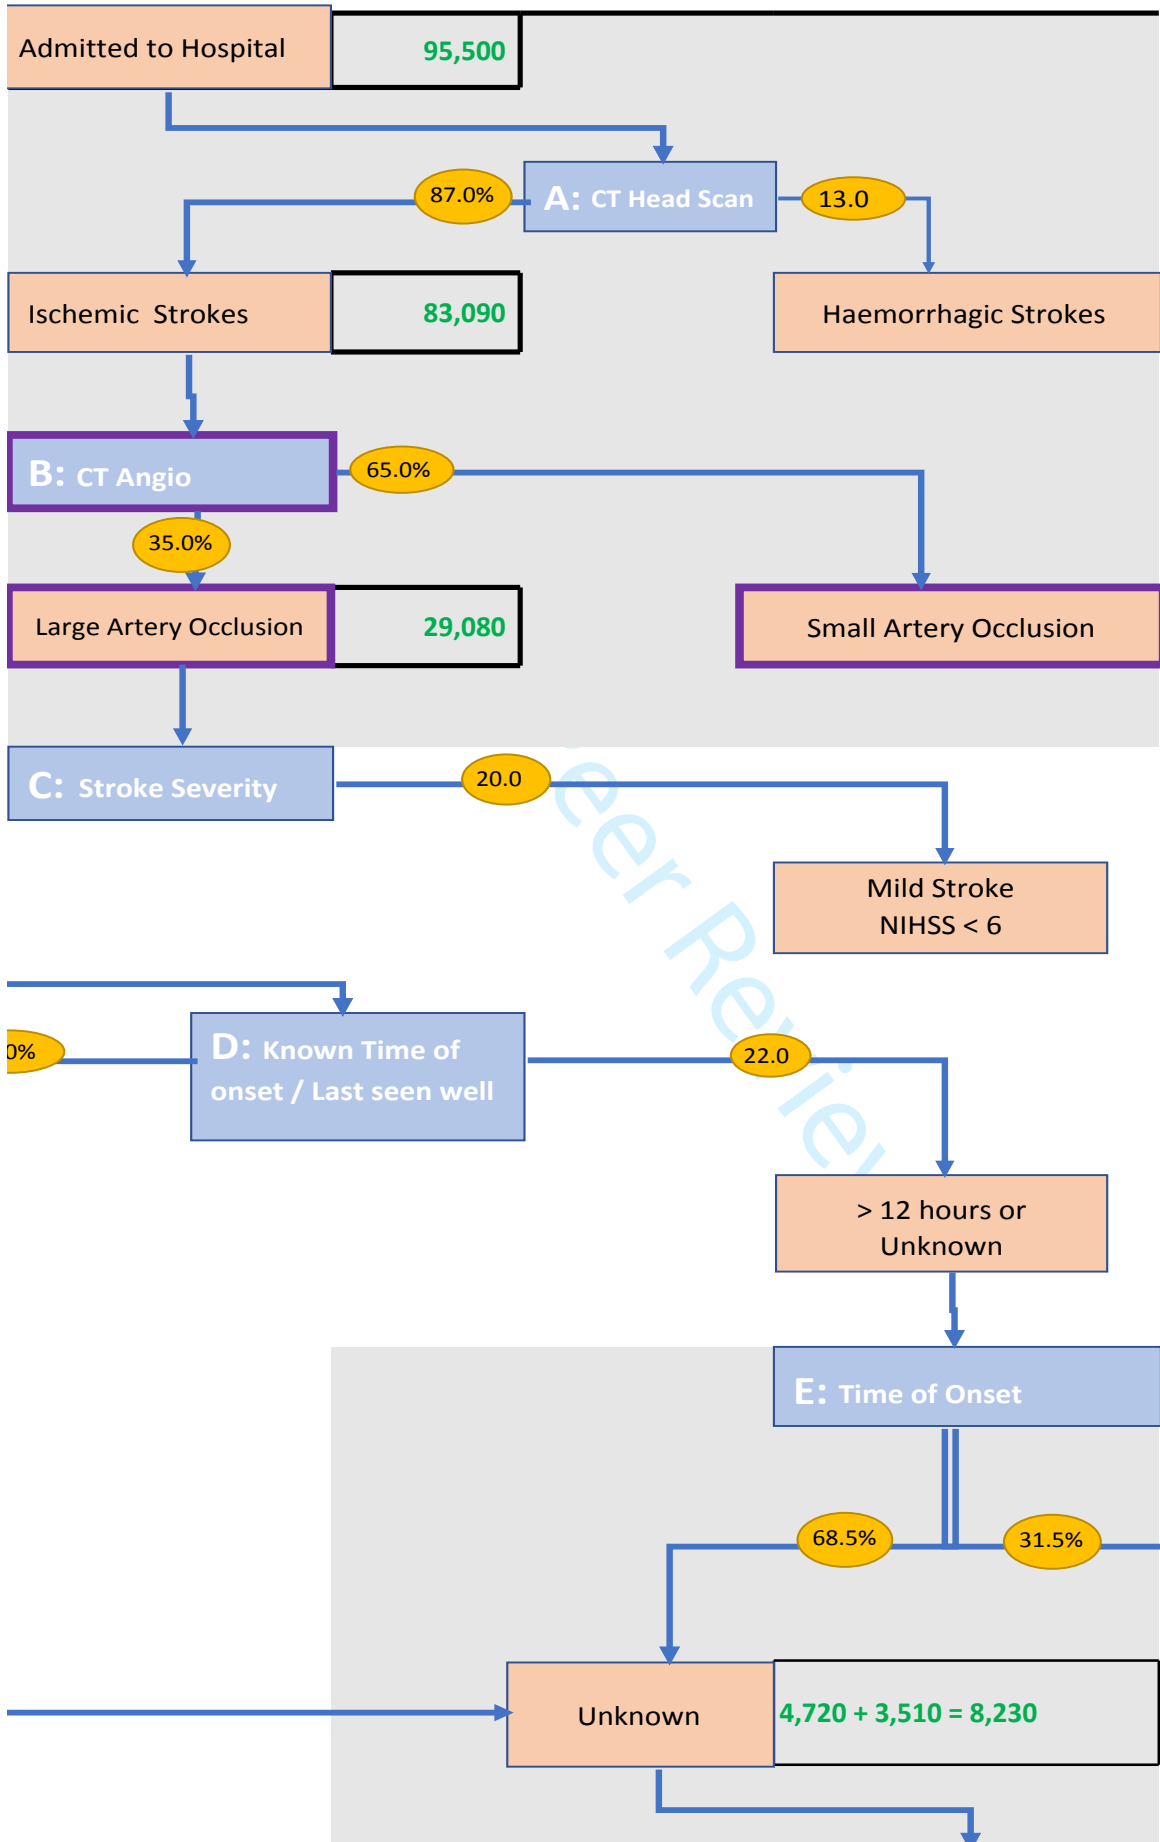 Admitted to Hospital 95,500
87.0% A: CT Head Scan 13.0
Ischemic Strokes 83,090 Haemorrhagic Strokes
B: CT Angio 65.0%
35.0%
Large Artery Occlusion 29,080 Small Artery Occlusion
C: Stroke Severity 20.0
Mild Stroke
NIHSS < 6
eer Review
0% D: Known Time of
onset / Last seen well
22.0
> 12 hours or
Unknown
E: Time of Onset
68.5% 31.5%
Unknown 4,720 + 3,510 = 8,230